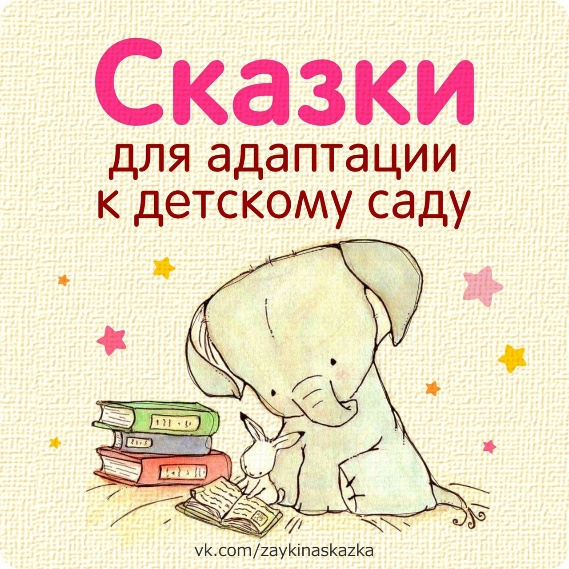 Сказки
для адаптации
к детскому саду
vk.com/zaykinaskazka